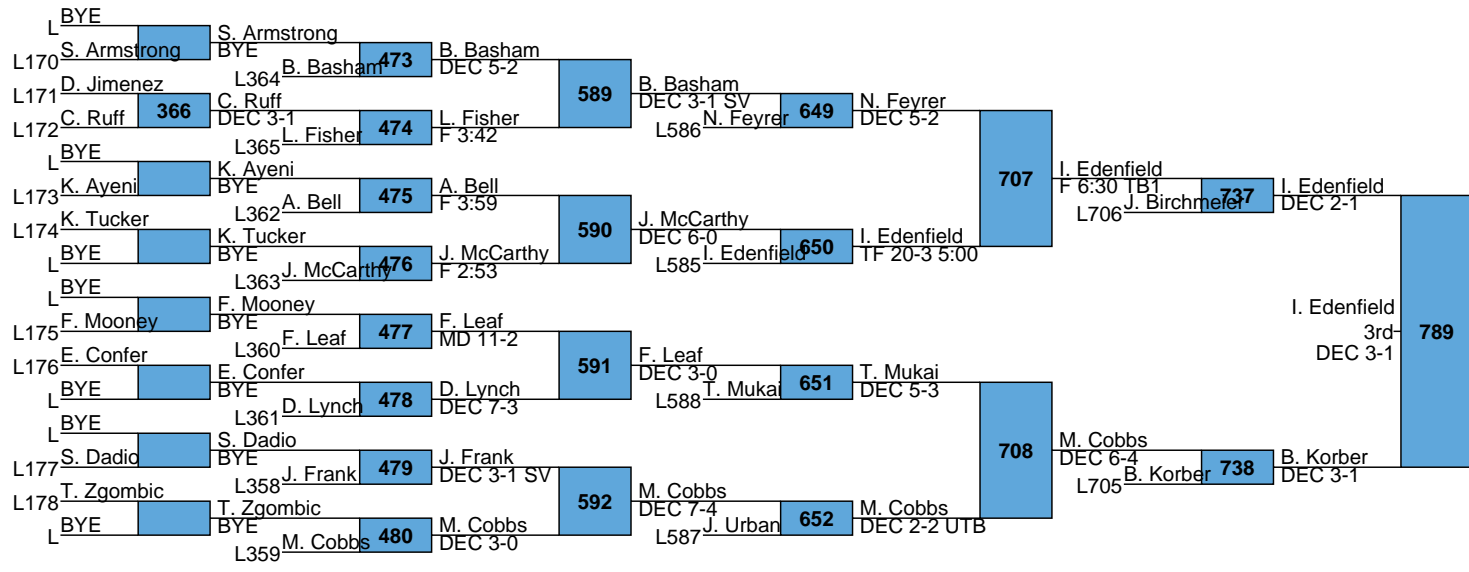 BYE
L
S. Armstrong
L170
S. Armstrong
BYE
L364
B. Basham
473
B. Basham
DEC 5-2
D. Jimenez
L171
366
C. Ruff
L172
C. Ruff
DEC 3-1
L365
L. Fisher
474
L. Fisher
F 3:42
589
B. Basham
DEC 3-1 SV
L586
N. Feyrer
649
N. Feyrer
DEC 5-2
BYE
L
K. Ayeni
L173
K. Ayeni
BYE
L362
A. Bell
475
A. Bell
F 3:59
K. Tucker
L174
BYE
L
K. Tucker
BYE
L363
J. McCarthy
476
J. McCarthy
F 2:53
590
J. McCarthy
DEC 6-0
L585
I. Edenfield
650
I. Edenfield
TF 20-3 5:00
707
I. Edenfield
F 6:30 TB1
L706
J. Birchmeier
737
I. Edenfield
DEC 2-1
BYE
L
F. Mooney
L175
F. Mooney
BYE
L360
F. Leaf
477
F. Leaf
MD 11-2
E. Confer
L176
BYE
L
E. Confer
BYE
L361
D. Lynch
478
D. Lynch
DEC 7-3
591
F. Leaf
DEC 3-0
L588
T. Mukai
651
T. Mukai
DEC 5-3
BYE
L
S. Dadio
L177
S. Dadio
BYE
L358
J. Frank
479
J. Frank
DEC 3-1 SV
T. Zgombic
L178
BYE
L
T. Zgombic
BYE
L359
M. Cobbs
480
M. Cobbs
DEC 3-0
592
M. Cobbs
DEC 7-4
L587
J. Urban
652
M. Cobbs
DEC 2-2 UTB
708
M. Cobbs
DEC 6-4
L705
B. Korber
738
B. Korber
DEC 3-1
789
I. Edenfield
3rd
DEC 3-1